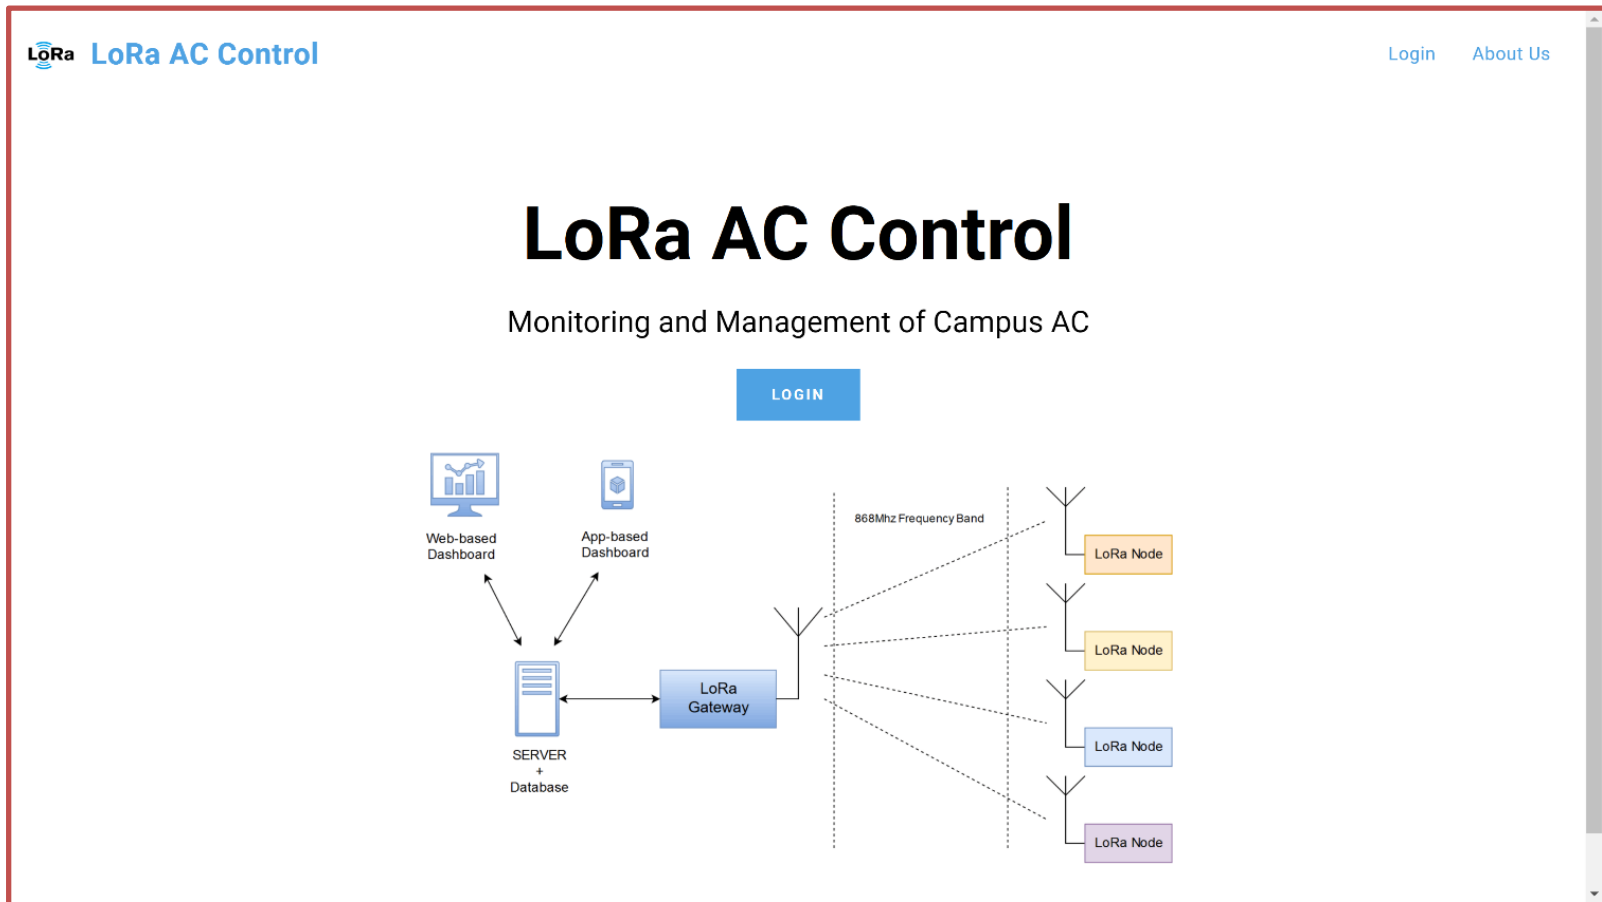 LoRa LoRa AC Control
Login About Us
LoRa AC Control
Monitoring and Management of Campus AC
LOGIN
Web-based
Dashboard
App-based
Dashboard
868Mhz Frequency Band
LoRa Node
LoRa Node
LoRa
Gateway
LoRa Node
SERVER
+
Database
LoRa Node